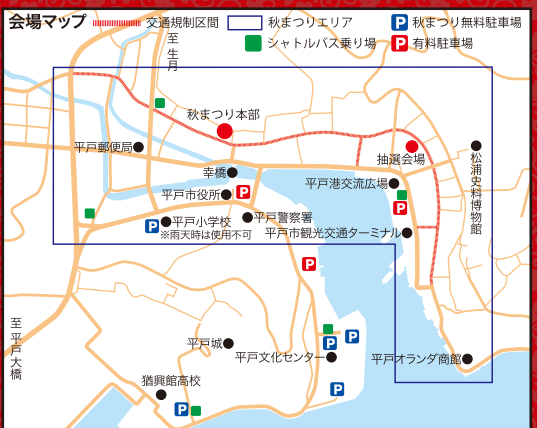 会場マップ
交通規制区間
秋まつりエリア
P 秋まつり無料駐車場
シャトルバス乗り場
P 有料駐車場
至 生月
秋まつり本部
平戸郵便局
抽選会場
松浦史料博物館
幸橋
平戸港交流広場
平戸市役所
P
P
P
平戸小学校
※雨天時は使用不可
平戸警察署
平戸市観光交通ターミナル
P
至 平戸大橋
平戸城
P
P
平戸文化センター
平戸オランダ商館
猶興館高校
P
P